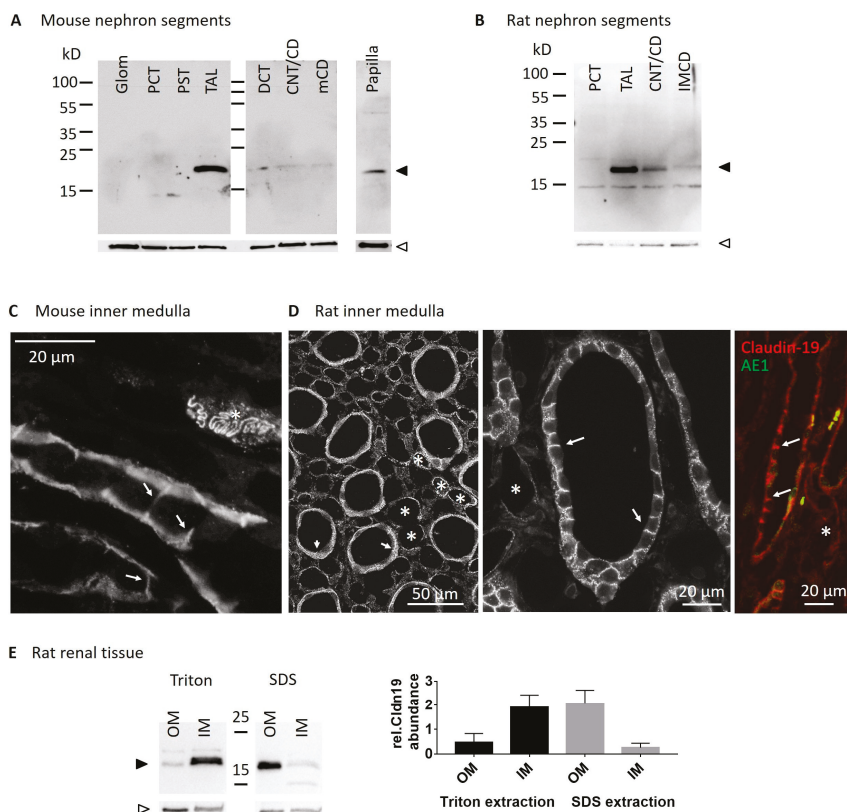 A Mouse nephron segments
kD
Glom PCT PST TAL DCT CNT/CD mCD Papilla
100
55
35
25
15
B Rat nephron segments
kD
PCT TAL CNT/CD IMCD
100
55
35
25
15
C Mouse inner medulla
20 µm
*
D Rat inner medulla
* * * * *
50 µm
*
20 µm
Claudin-19
AE1
*
20 µm
E Rat renal tissue
Triton SDS
OM IM 25 OM IM
15
rel.Cldn19
abundance
3
2
1
0
OM IM OM IM
Triton extraction SDS extraction